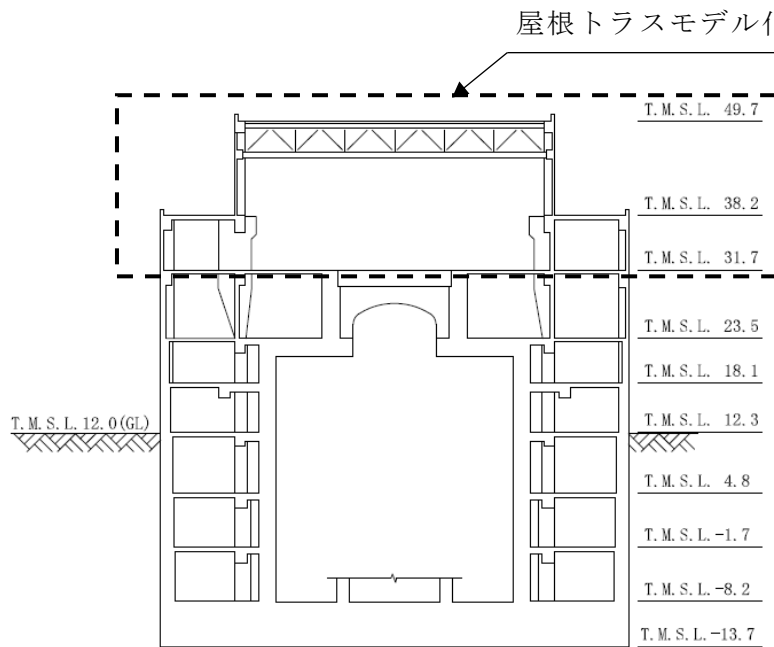 屋根トラスモデル化
T.M.S.L. 49.7
T.M.S.L. 38.2
T.M.S.L. 31.7
T.M.S.L. 23.5
T.M.S.L. 18.1
T.M.S.L.12.0(GL)
T.M.S.L. 12.3
T.M.S.L. 4.8
T.M.S.L.-1.7
T.M.S.L.-8.2
T.M.S.L.-13.7